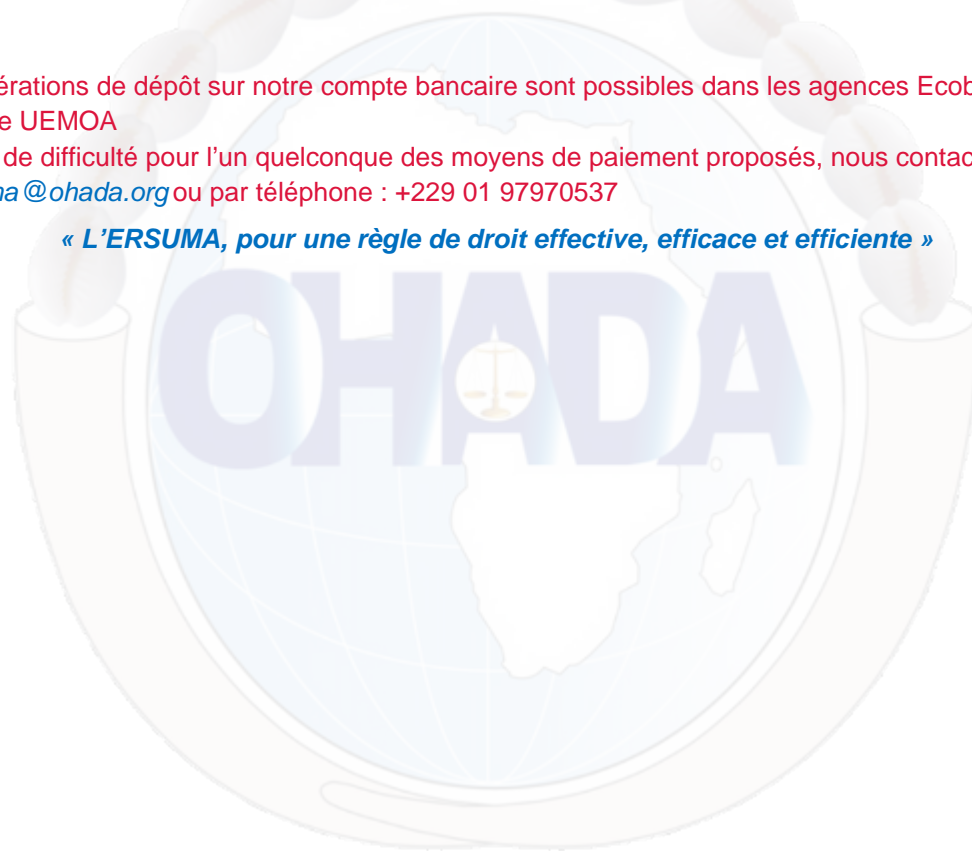 érations de dépôt sur notre compte bancaire sont possibles dans les agences Ecob
e UEMOA
de difficulté pour l'un quelconque des moyens de paiement proposés, nous contac
na@ohada.org ou par téléphone : +229 01 97970537
« L'ERSUMA, pour une règle de droit effective, efficace et efficiente »
OHADA